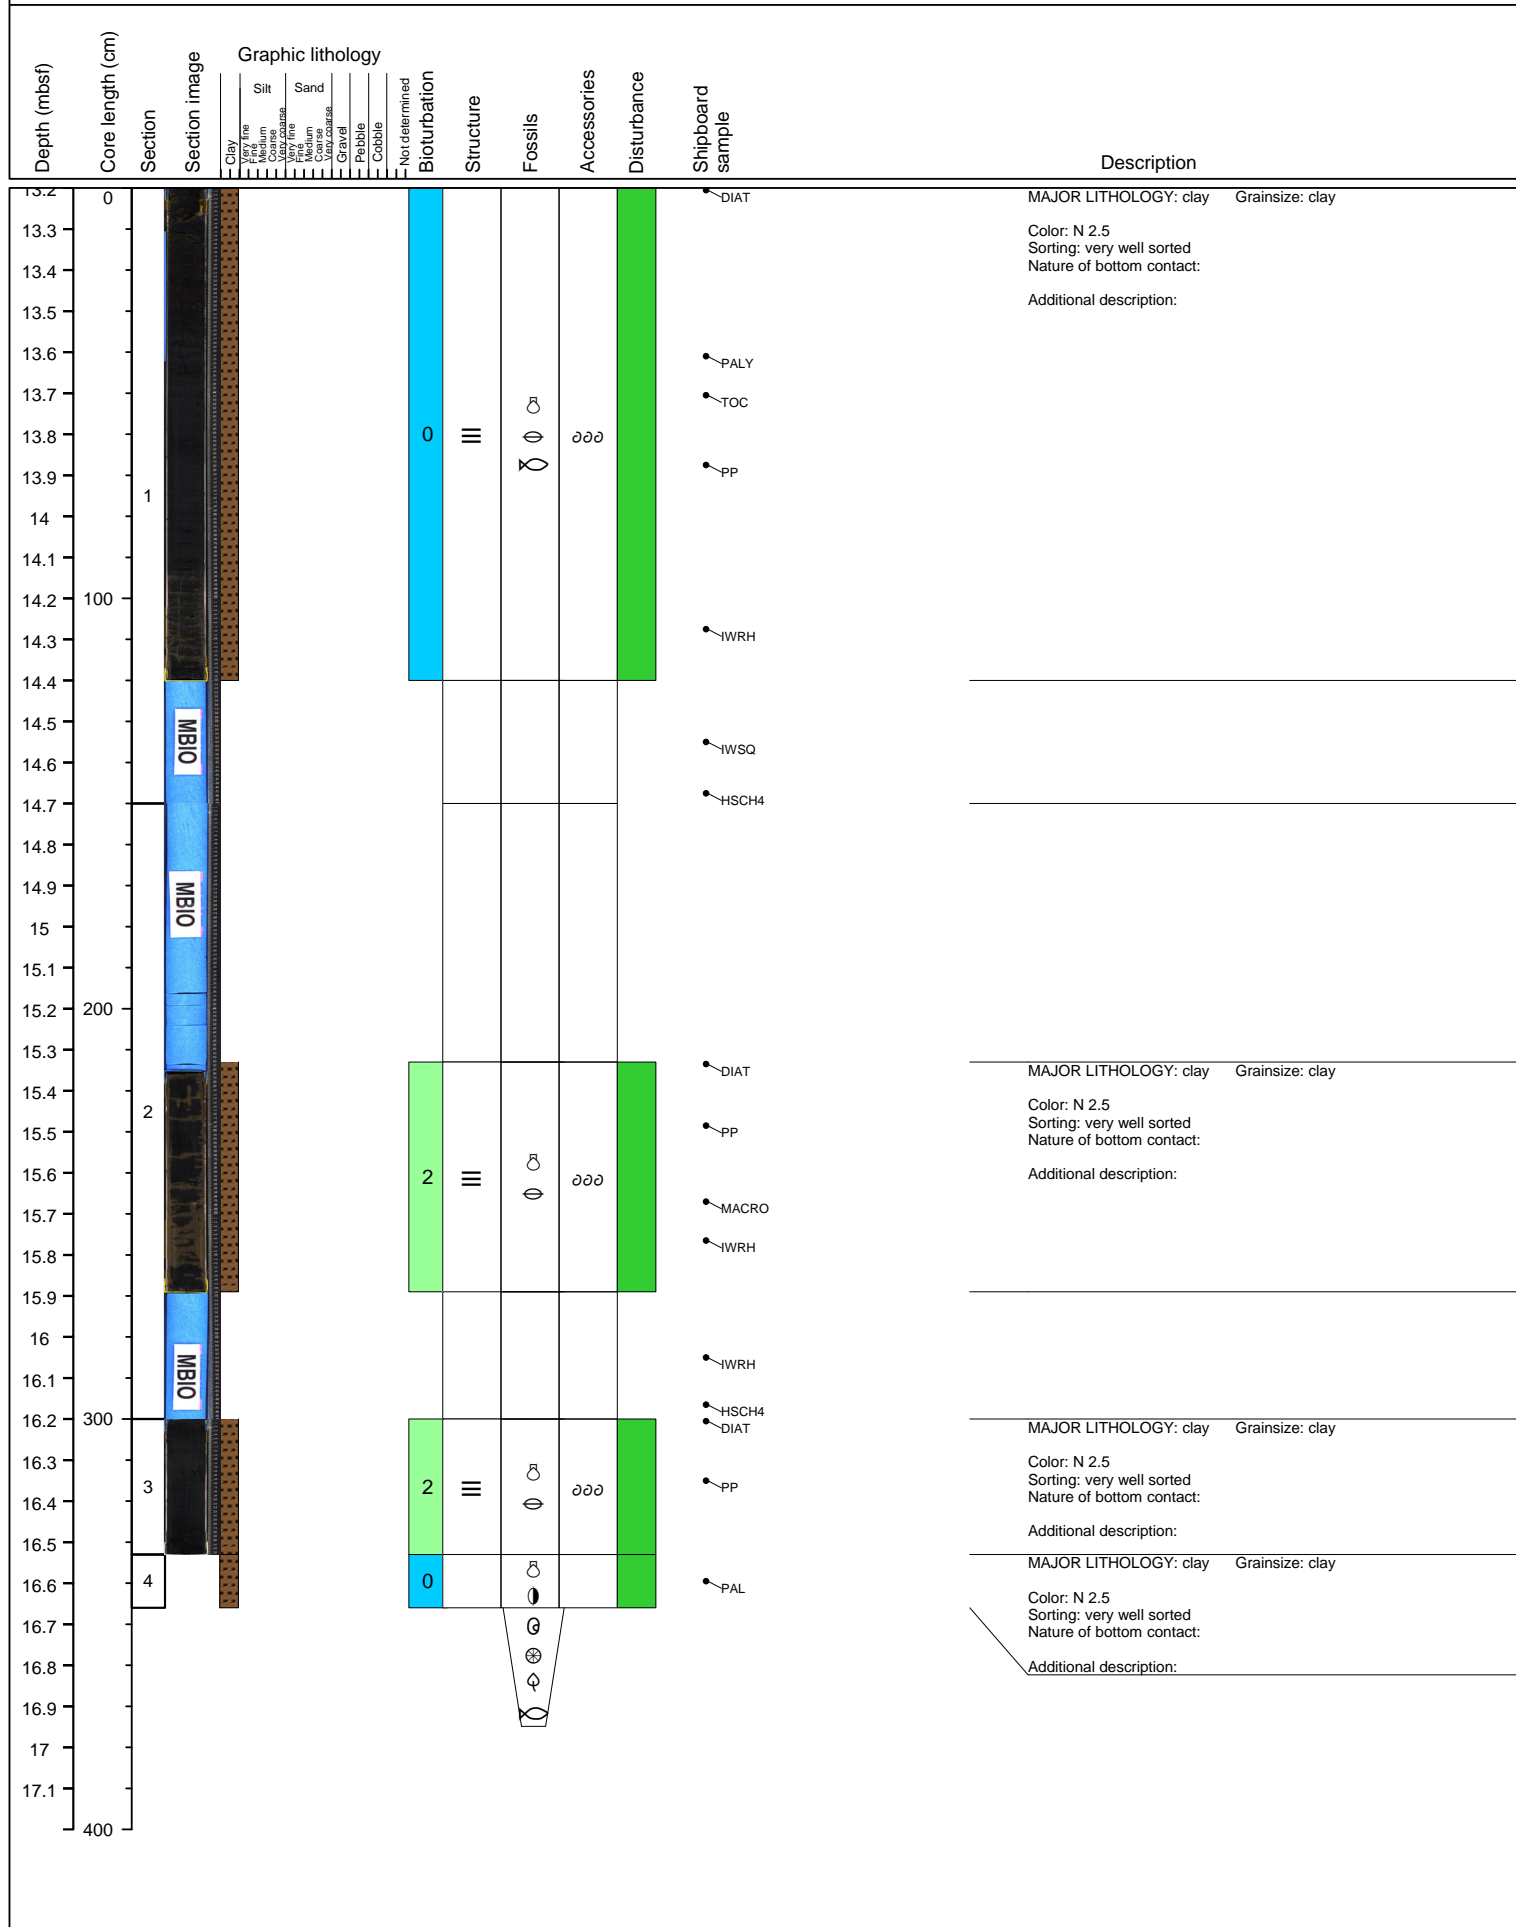 Depth (mbsf)
Core length (cm)
Section
Section image
Graphic lithology
Clay
Silt
Very fine
Fine
Medium
Coarse
Very coarse
Sand
Very fine
Fine
Medium
Coarse
Very coarse
Gravel
Pebble
Cobble
Not determined
Bioturbation
Structure
Fossils
Accessories
Disturbance
Shipboard
sample
Description
13.2
0
DIAT
MAJOR LITHOLOGY: clay Grainsize: clay
13.3
Color: N 2.5
Sorting: very well sorted
13.4
Nature of bottom contact:
13.5
Additional description:
13.6
PALY
13.7
TOC
13.8
0
13.9
PP
1
14
14.1
14.2
100
14.3
IWRH
14.4
14.5
MBIO
IWSQ
14.6
14.7
HSCH4
14.8
14.9
MBIO
15
15.1
15.2
200
15.3
DIAT
MAJOR LITHOLOGY: clay Grainsize: clay
15.4
2
Color: N 2.5
Sorting: very well sorted
15.5
PP
Nature of bottom contact:
15.6
2
Additional description:
15.7
MACRO
15.8
IWRH
15.9
16
MBIO
IWRH
16.1
HSCH4
16.2
300
DIAT
MAJOR LITHOLOGY: clay Grainsize: clay
16.3
Color: N 2.5
3
2
PP
Sorting: very well sorted
16.4
Nature of bottom contact:
16.5
Additional description:
MAJOR LITHOLOGY: clay Grainsize: clay
16.6
4
0
PAL
Color: N 2.5
Sorting: very well sorted
16.7
Nature of bottom contact:
16.8
Additional description:
16.9
17
17.1
400